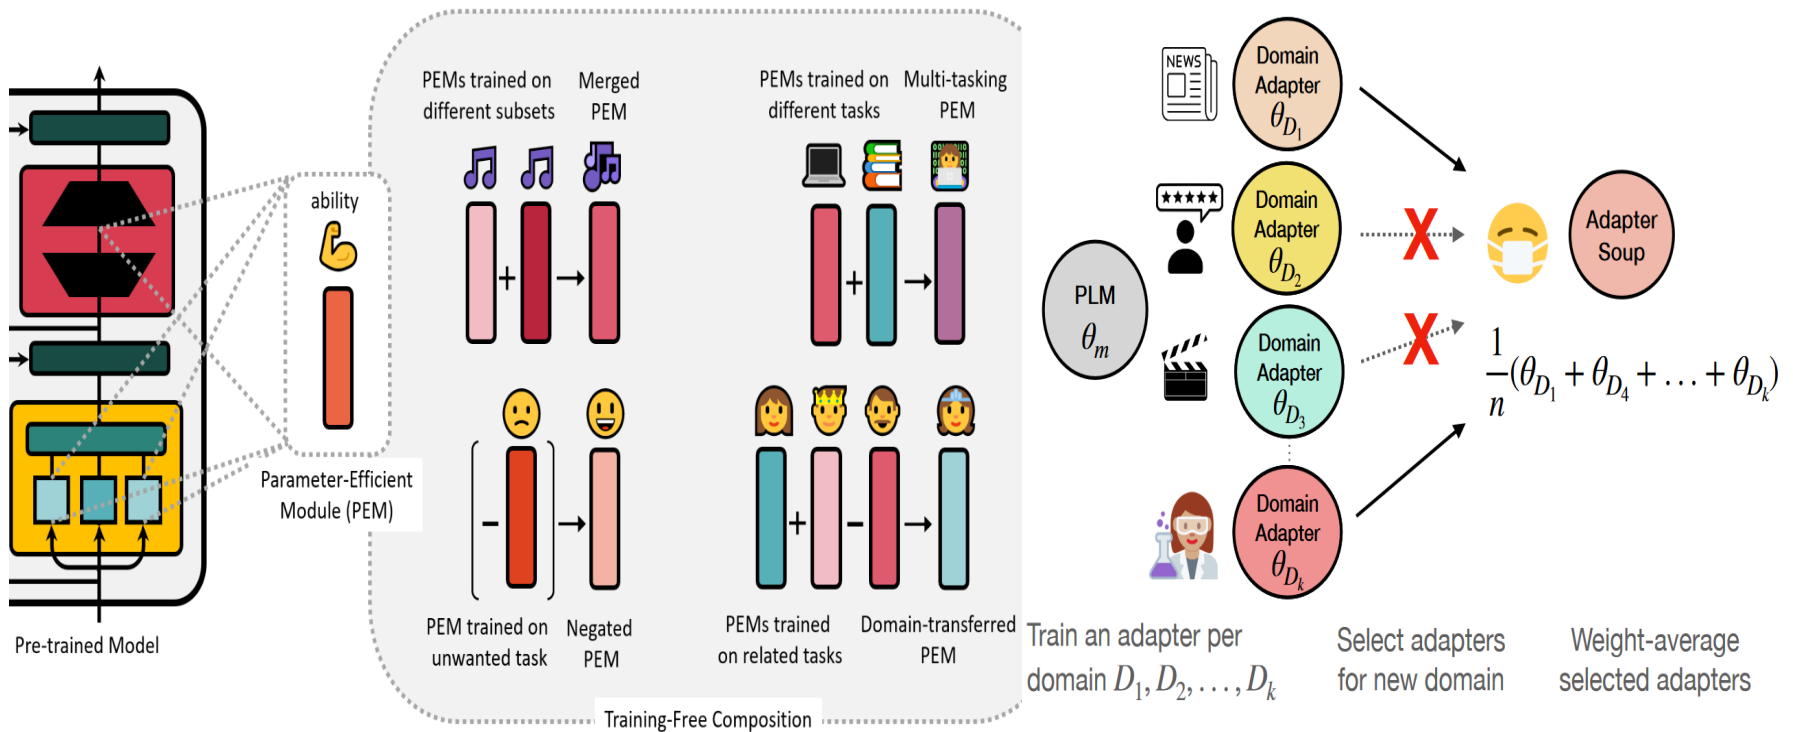 Pre-trained Model
ability
Parameter-Efficient
Module (PEM)
PEMs trained on
different subsets
Merged
PEM
+
PEMs trained on
different tasks
Multi-tasking
PEM
+
−
PEM trained on
unwanted task
Negated
PEM
+
−
PEMs trained
on related tasks
Domain-transferred
PEM
Training-Free Composition
PLM
θm
NEWS
Domain
Adapter
θD1
★★★★★
Domain
Adapter
θD2
Domain
Adapter
θD3
Domain
Adapter
θDk
X
X
Adapter
Soup
1/n(θD1 + θD4 + . . . + θDk)
Train an adapter per
domain D1, D2, . . . , Dk
Select adapters
for new domain
Weight-average
selected adapters